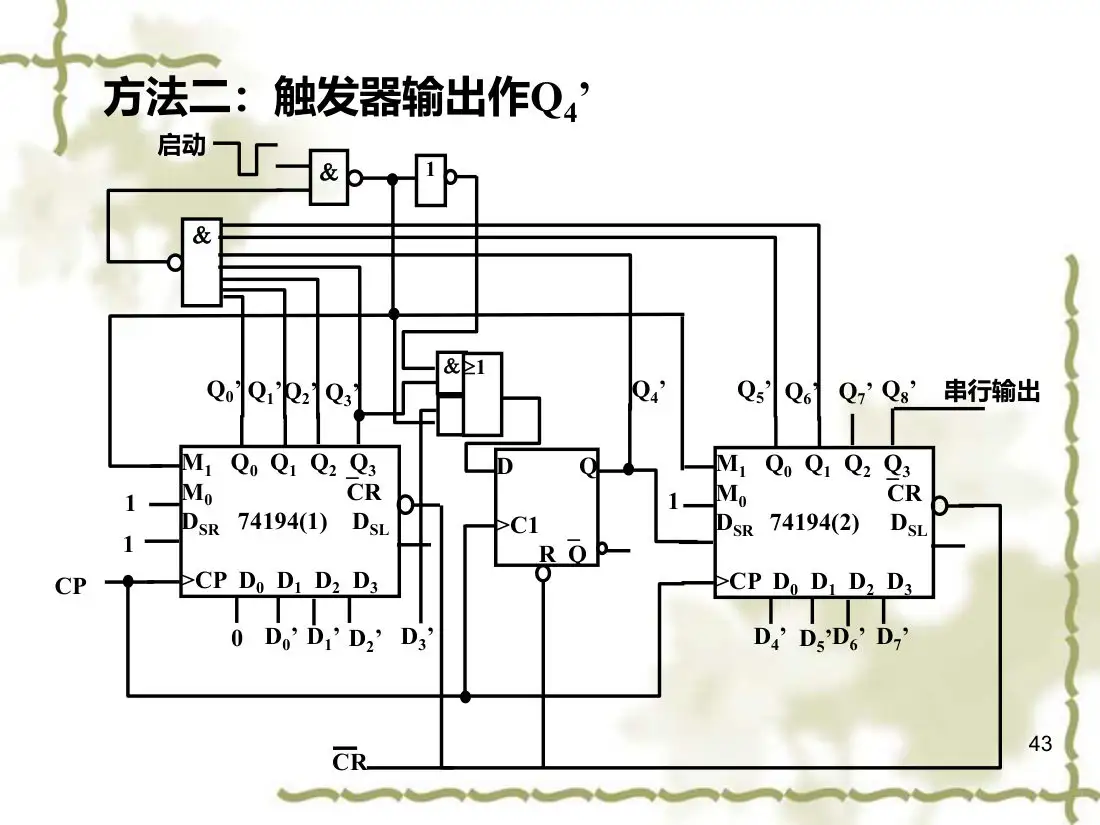 方法二：触发器输出作Q₄’
启动
& 1
&
& ≥1
Q₀’ Q₁’ Q₂’ Q₃’ Q₄’ Q₅’ Q₆’ Q₇’ Q₈’ 串行输出
M₁ Q₀ Q₁ Q₂ Q₃ D Q M₁ Q₀ Q₁ Q₂ Q₃
1 M₀ C̅R 1 M₀ C̅R
DSR 74194(1) DSL >C1 DSR 74194(2) DSL
1
R Q̅
CP >CP D₀ D₁ D₂ D₃ >CP D₀ D₁ D₂ D₃
0 D₀’ D₁’ D₂’ D₃’ D₄’ D₅’ D₆’ D₇’
43
C̅R̅